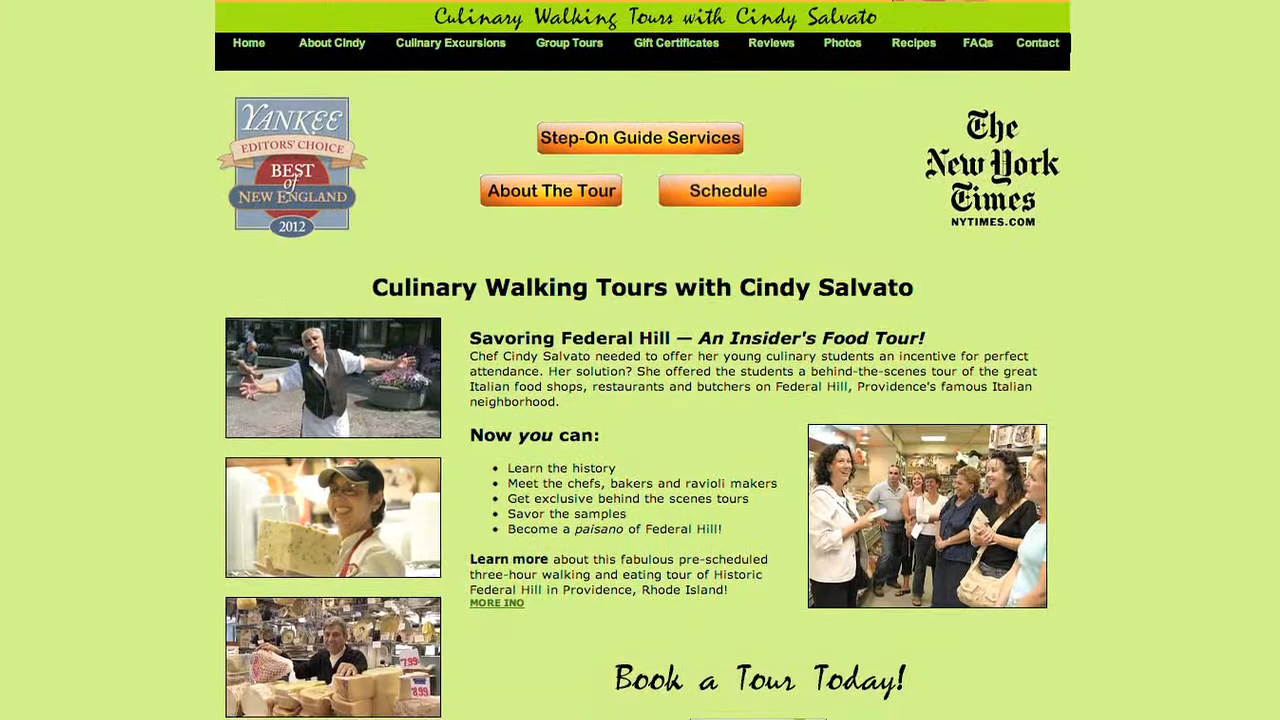 Culinary Walking Tours with Cindy Salvato
Home About Cindy Culinary Excursions Group Tours Gift Certificates Reviews Photos Recipes FAQs Contact
YANKEE
EDITORS' CHOICE
BEST
of
NEW ENGLAND
2012
Step-On Guide Services
About The Tour
Schedule
The
New York
Times
NYTIMES.COM
Culinary Walking Tours with Cindy Salvato
Savoring Federal Hill — An Insider's Food Tour!
Chef Cindy Salvato needed to offer her young culinary students an incentive for perfect
attendance. Her solution? She offered the students a behind-the-scenes tour of the great
Italian food shops, restaurants and butchers on Federal Hill, Providence's famous Italian
neighborhood.
Now you can:
• Learn the history
• Meet the chefs, bakers and ravioli makers
• Get exclusive behind the scenes tours
• Savor the samples
• Become a paisano of Federal Hill!
Learn more about this fabulous pre-scheduled
three-hour walking and eating tour of Historic
Federal Hill in Providence, Rhode Island!
MORE INO
7.99
8.99
Book a Tour Today!